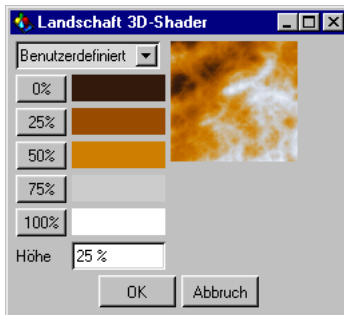 Landschaft 3D-Shader
Benutzerdefiniert
0%
25%
50%
75%
100%
Höhe 25 %
OK Abbruch